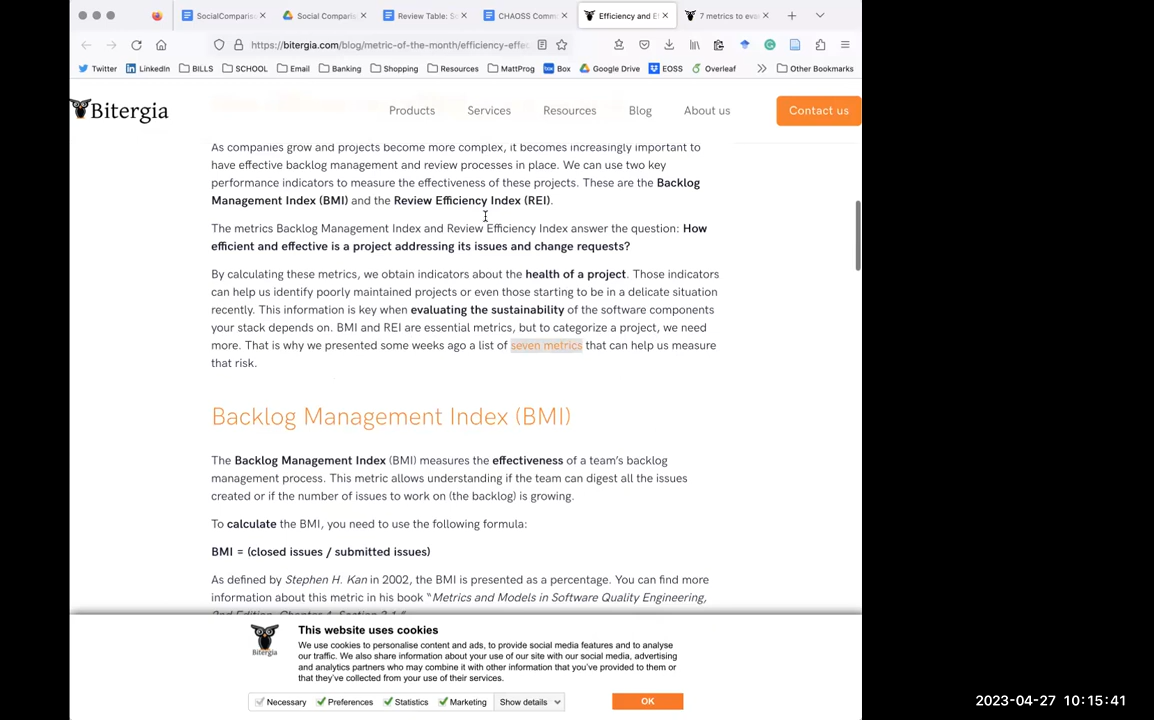 SocialComparis
Social Comparis
Review Table: Sc
CHAOSS Comm
Efficiency and E
7 metrics to eva
https://bitergia.com/blog/metric-of-the-month/efficiency-effec
Twitter
LinkedIn
BILLS
SCHOOL
Email
Banking
Shopping
Resources
MattProg
Box
Google Drive
EOSS
Overleaf
Other Bookmarks
Bitergia
Products
Services
Resources
Blog
About us
Contact us
As companies grow and projects become more complex, it becomes increasingly important to
have effective backlog management and review processes in place. We can use two key
performance indicators to measure the effectiveness of these projects. These are the Backlog
Management Index (BMI) and the Review Efficiency Index (REI).
The metrics Backlog Management Index and Review Efficiency Index answer the question: How
efficient and effective is a project addressing its issues and change requests?
By calculating these metrics, we obtain indicators about the health of a project. Those indicators
can help us identify poorly maintained projects or even those starting to be in a delicate situation
recently. This information is key when evaluating the sustainability of the software components
your stack depends on. BMI and REI are essential metrics, but to categorize a project, we need
more. That is why we presented some weeks ago a list of seven metrics that can help us measure
that risk.
Backlog Management Index (BMI)
The Backlog Management Index (BMI) measures the effectiveness of a team's backlog
management process. This metric allows understanding if the team can digest all the issues
created or if the number of issues to work on (the backlog) is growing.
To calculate the BMI, you need to use the following formula:
BMI = (closed issues / submitted issues)
As defined by Stephen H. Kan in 2002, the BMI is presented as a percentage. You can find more
information about this metric in his book "Metrics and Models in Software Quality Engineering,
2nd Edition, Chapter 4, Section
This website uses cookies
We use cookies to personalise content and ads, to provide social media features and to analyse
our traffic. We also share information about your use of our site with our social media, advertising
and analytics partners who may combine it with other information that you've provided to them or
that they've collected from your use of their services.
Bitergia
Necessary
Preferences
Statistics
Marketing
Show details
OK
2023-04-27 10:15:41